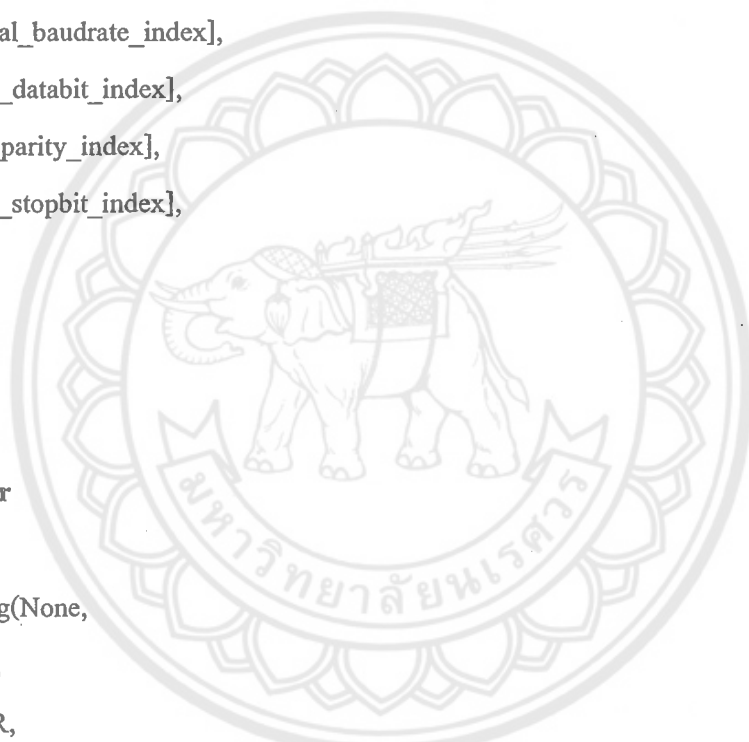 al_baudrate_index],
_databit_index],
parity_index],
_stopbit_index],
r
มหาวิทยาลัยนเรศวร
g(None,
R,